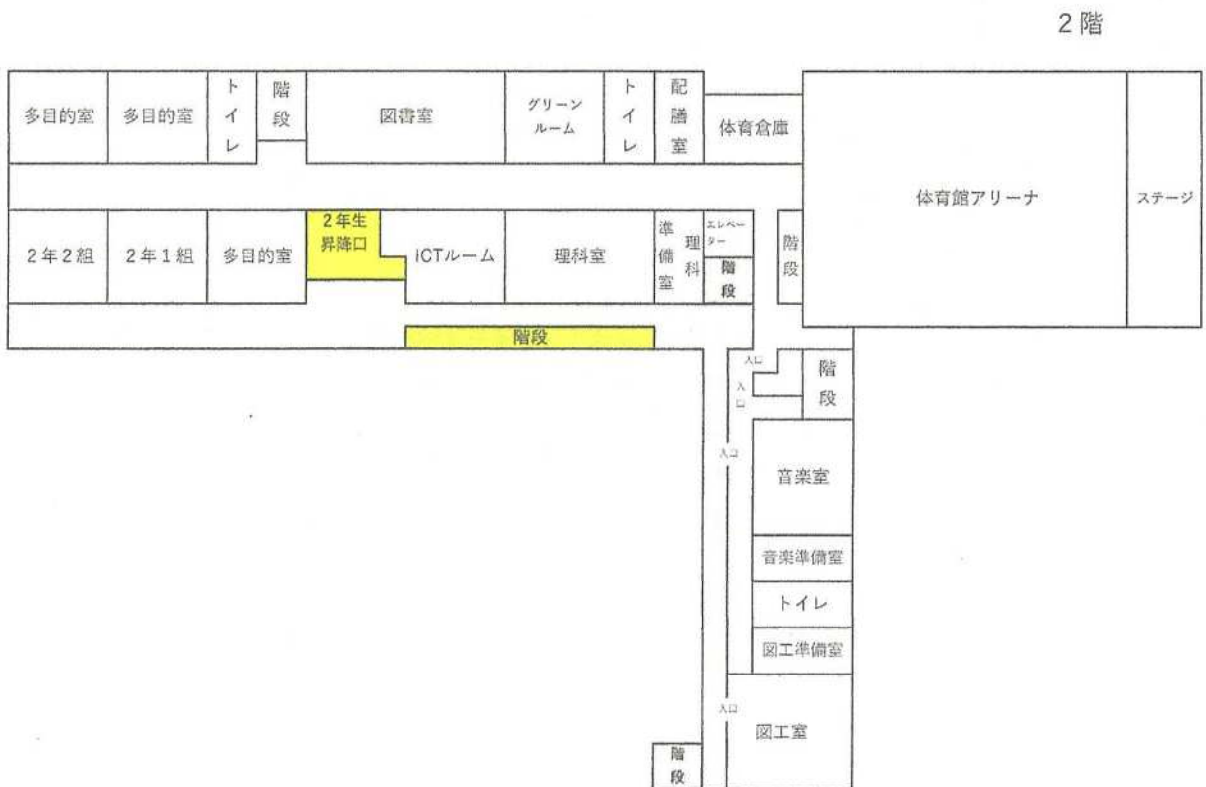 2階
多目的室
多目的室
トイレ
階段
図書室
グリーン
ルーム
トイレ
配膳室
体育倉庫
体育館アリーナ
ステージ
2年2組
2年1組
多目的室
2年生
昇降口
ICTルーム
理科室
理科
準備室
エレベー
ター
階段
階段
階段
入口
入口
階段
入口
音楽室
音楽準備室
トイレ
図工準備室
入口
図工室
階段